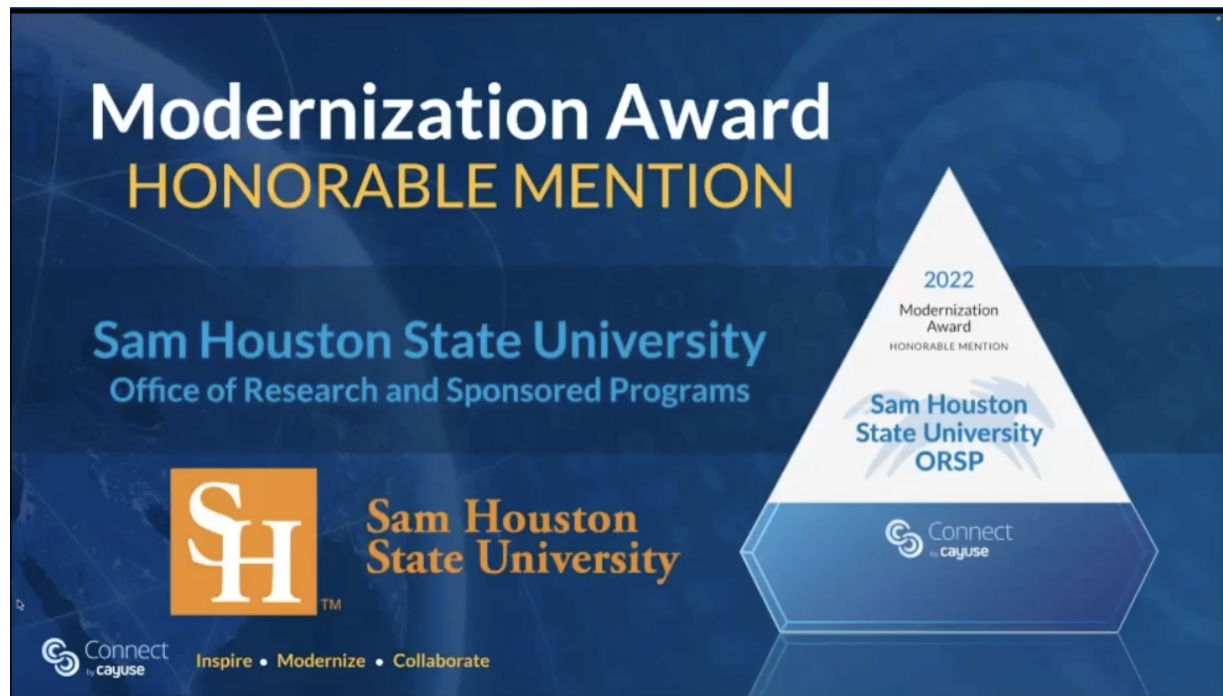 Modernization Award
HONORABLE MENTION
Sam Houston State University
Office of Research and Sponsored Programs
SH
TM
Sam Houston
State University
2022
Modernization
Award
HONORABLE MENTION
Sam Houston
State University
ORSP
Connect
by cayuse
Connect
by cayuse
Inspire • Modernize • Collaborate